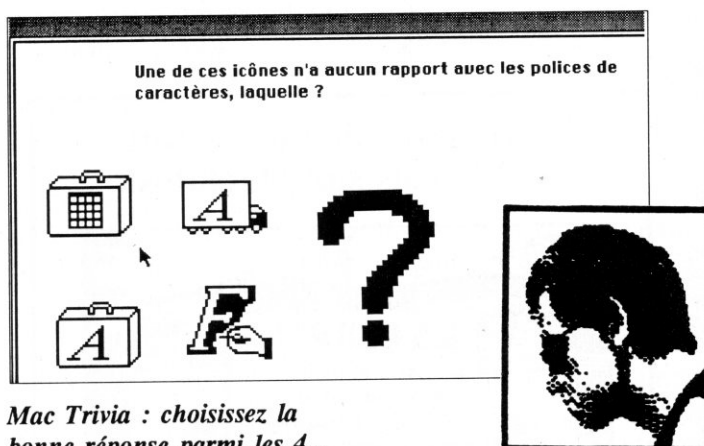 Une de ces icônes n'a aucun rapport avec les polices de
caractères, laquelle ?
A
A
Mac Trivia : choisissez la
bonne réponse parmi les 4